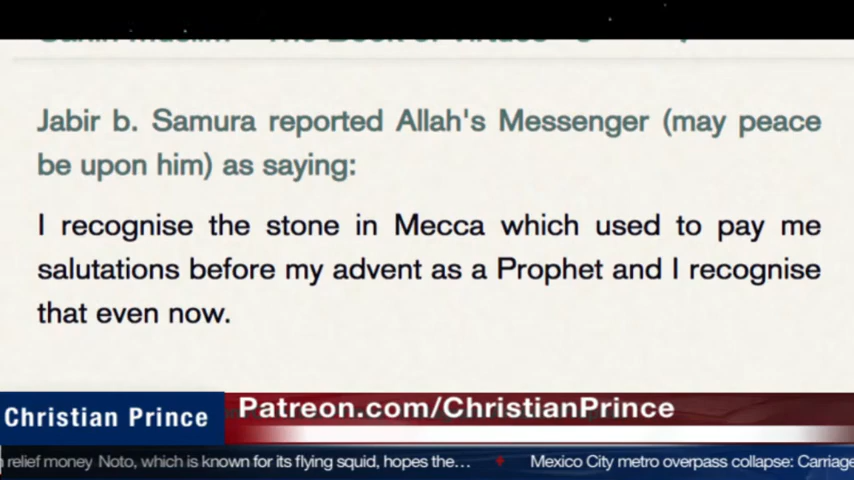 Jabir b. Samura reported Allah's Messenger (may peace
be upon him) as saying:
I recognise the stone in Mecca which used to pay me
salutations before my advent as a Prophet and I recognise
that even now.
Christian Prince
Patreon.com/ChristianPrince
relief money Noto, which is known for its flying squid, hopes the... Mexico City metro overpass collapse: Carriage